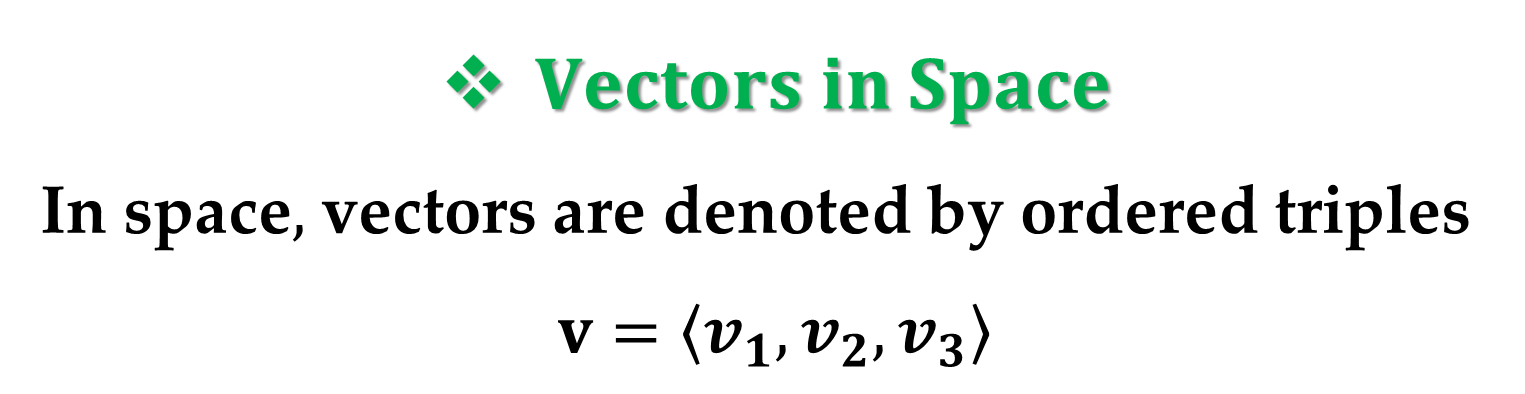 ❖ Vectors in Space
In space, vectors are denoted by ordered triples
v = ⟨v₁, v₂, v₃⟩